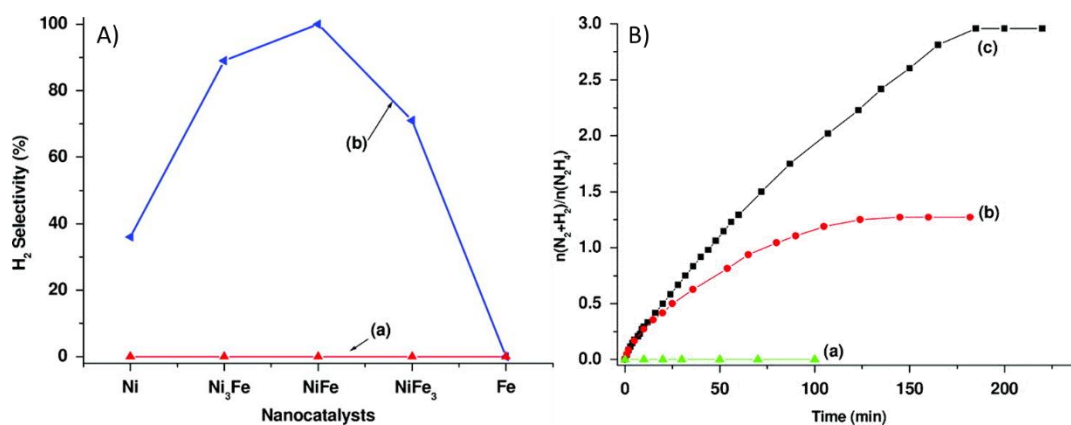 A)
H₂ Selectivity (%)
100
80
60
40
20
0
(b)
(a)
Ni Ni₃Fe NiFe NiFe₃ Fe
Nanocatalysts
B)
n(N₂+H₂)/n(N₂H₄)
3.0
2.5
2.0
1.5
1.0
0.5
0.0
(c)
(b)
(a)
0 50 100 150 200
Time (min)